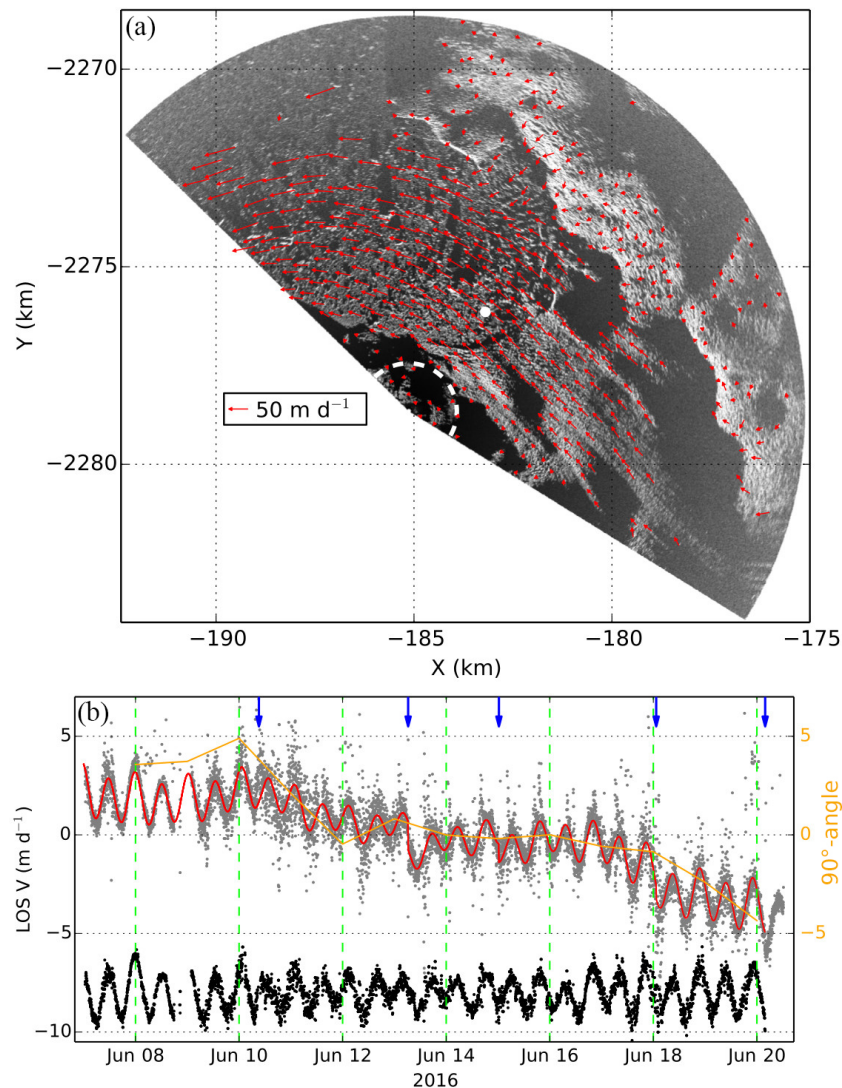 (a)
−2270
−2275
−2280
Y (km)
50 m d⁻¹
−190
−185
−180
−175
X (km)
(b)
5
0
−5
−10
LOS V (m d⁻¹)
5
0
−5
90°-angle
Jun 08
Jun 10
Jun 12
Jun 14
Jun 16
Jun 18
Jun 20
2016